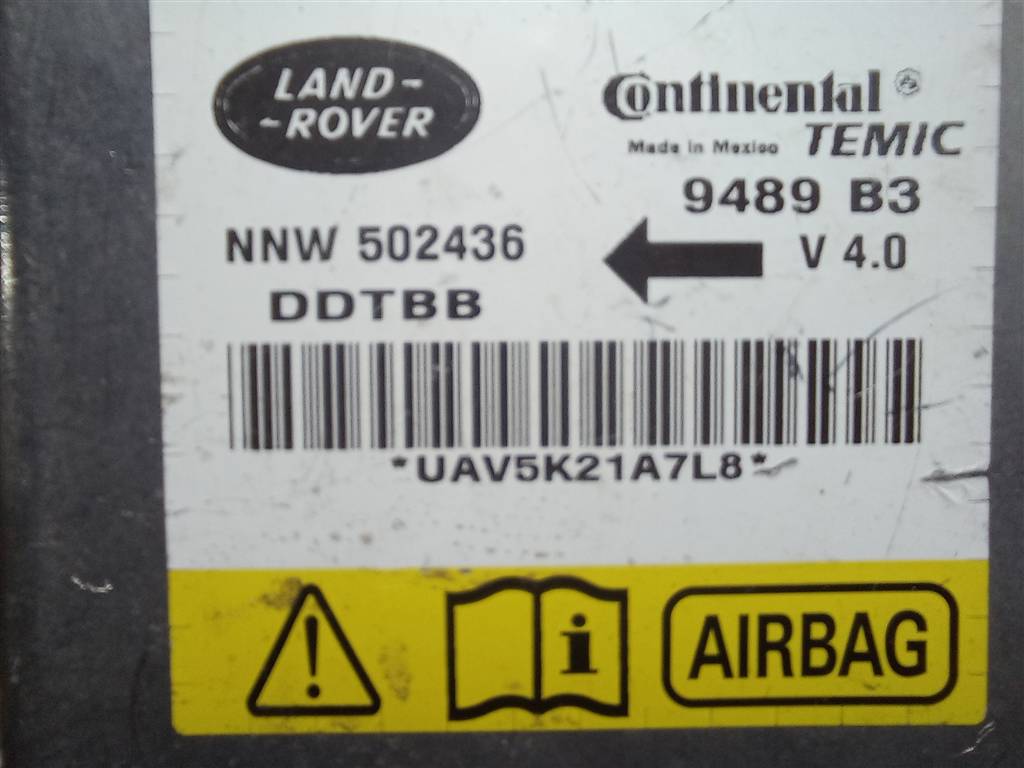 LAND-
-ROVER
Continental
Made in Mexico TEMIC
9489 B3
NNW 502436
V 4.0
DDTBB
*UAV5K21A7L8*
! i AIRBAG